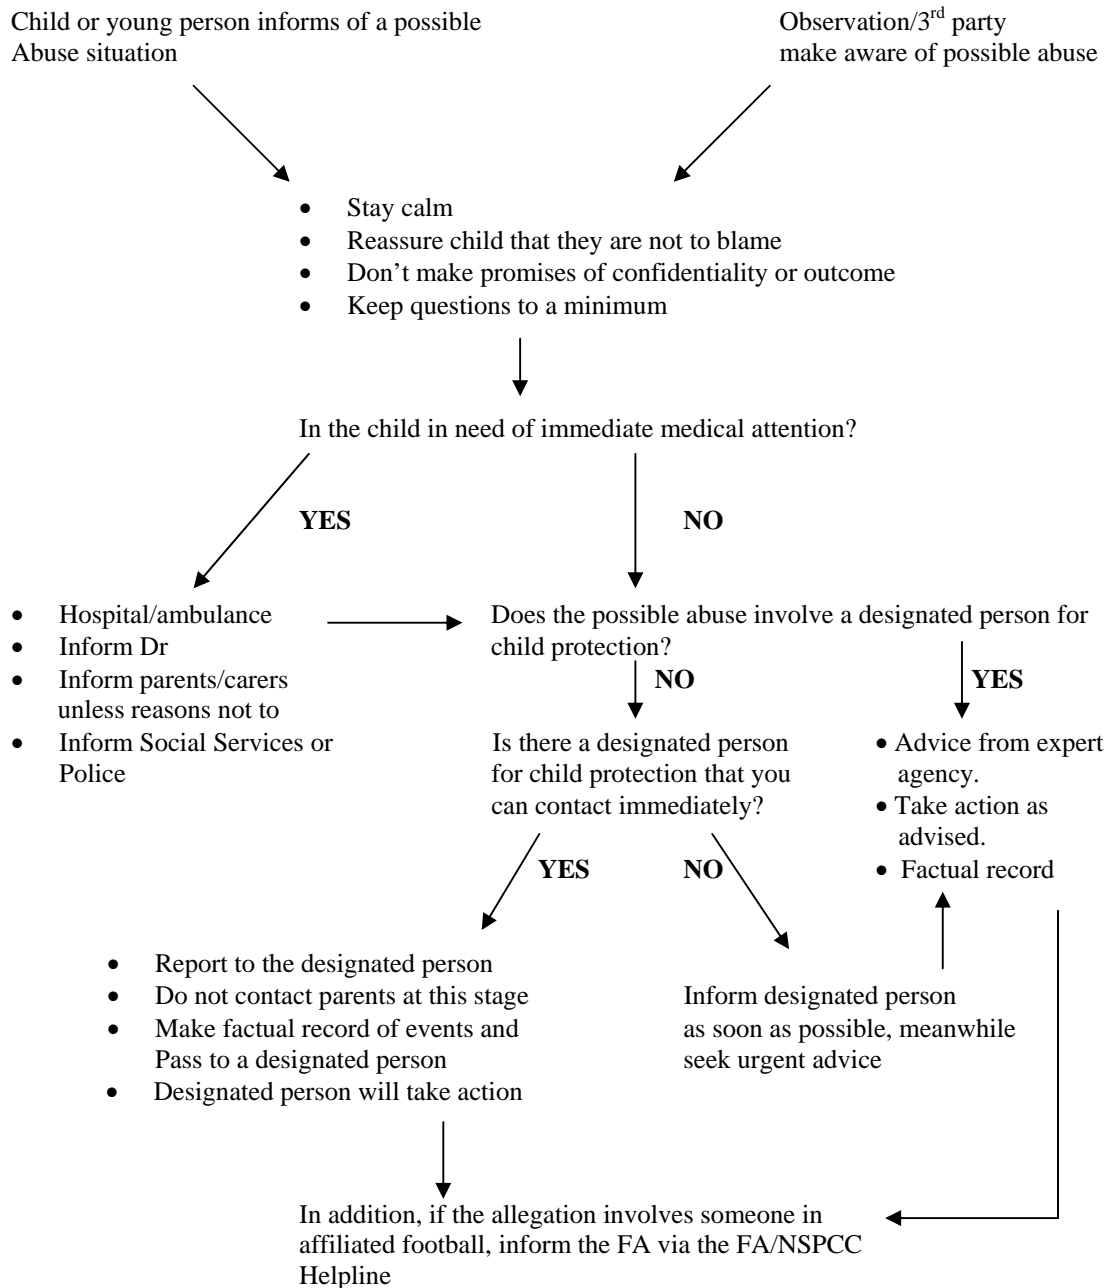 Child or young person informs of a possible
Abuse situation
Observation/3rd party
make aware of possible abuse
• Stay calm
• Reassure child that they are not to blame
• Don’t make promises of confidentiality or outcome
• Keep questions to a minimum
In the child in need of immediate medical attention?
YES
NO
• Hospital/ambulance
• Inform Dr
• Inform parents/carers
unless reasons not to
• Inform Social Services or
Police
Does the possible abuse involve a designated person for
child protection?
NO
YES
Is there a designated person
for child protection that you
can contact immediately?
• Advice from expert
agency.
• Take action as
advised.
• Factual record
YES
NO
• Report to the designated person
• Do not contact parents at this stage
• Make factual record of events and
Pass to a designated person
• Designated person will take action
Inform designated person
as soon as possible, meanwhile
seek urgent advice
In addition, if the allegation involves someone in
affiliated football, inform the FA via the FA/NSPCC
Helpline